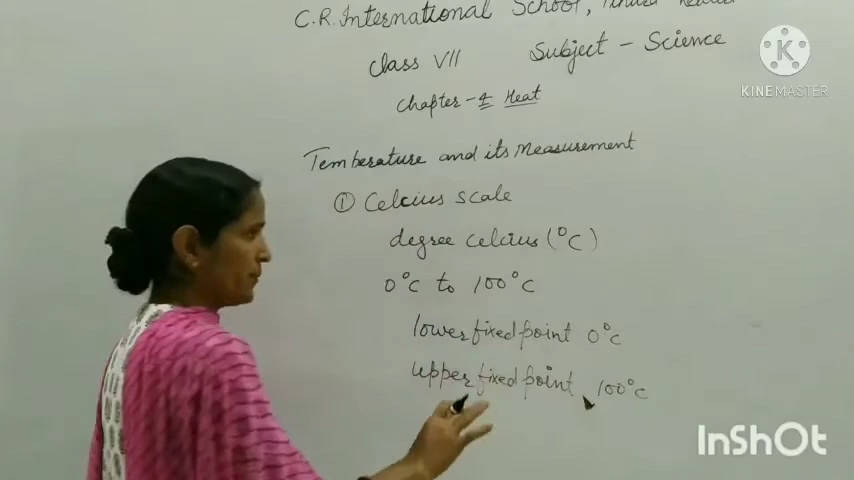 C.R. International School,
class VII Subject - Science
KINEMASTER
chapter - 4 Heat
Temperature and its measurement
① Celcius scale
degree celcius (°C)
0°C to 100°C
lower fixed point 0°C
upper fixed point 100°C
InShOt